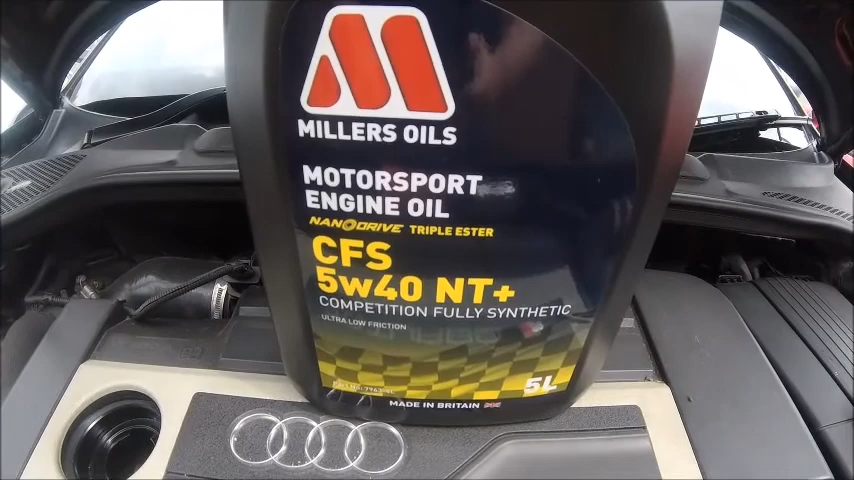 MILLERS OILS
MOTORSPORT
ENGINE OIL
NANODRIVE TRIPLE ESTER
CFS
5w40 NT+
COMPETITION FULLY SYNTHETIC
ULTRA LOW FRICTION
5L
MADE IN BRITAIN